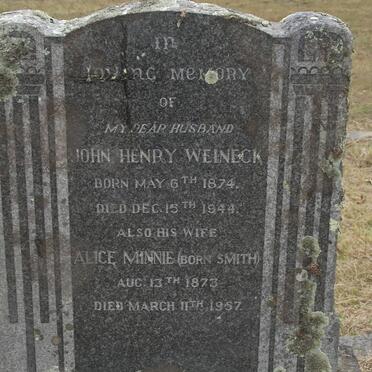 IN
LOVING MEMORY
OF
MY DEAR HUSBAND
JOHN HENRY WEINECK
BORN MAY 6TH 1874.
DIED DEC. 15TH 1944.
ALSO HIS WIFE
ALICE MINNIE (BORN SMITH)
AUG. 13TH 1873
DIED MARCH 11TH 1957